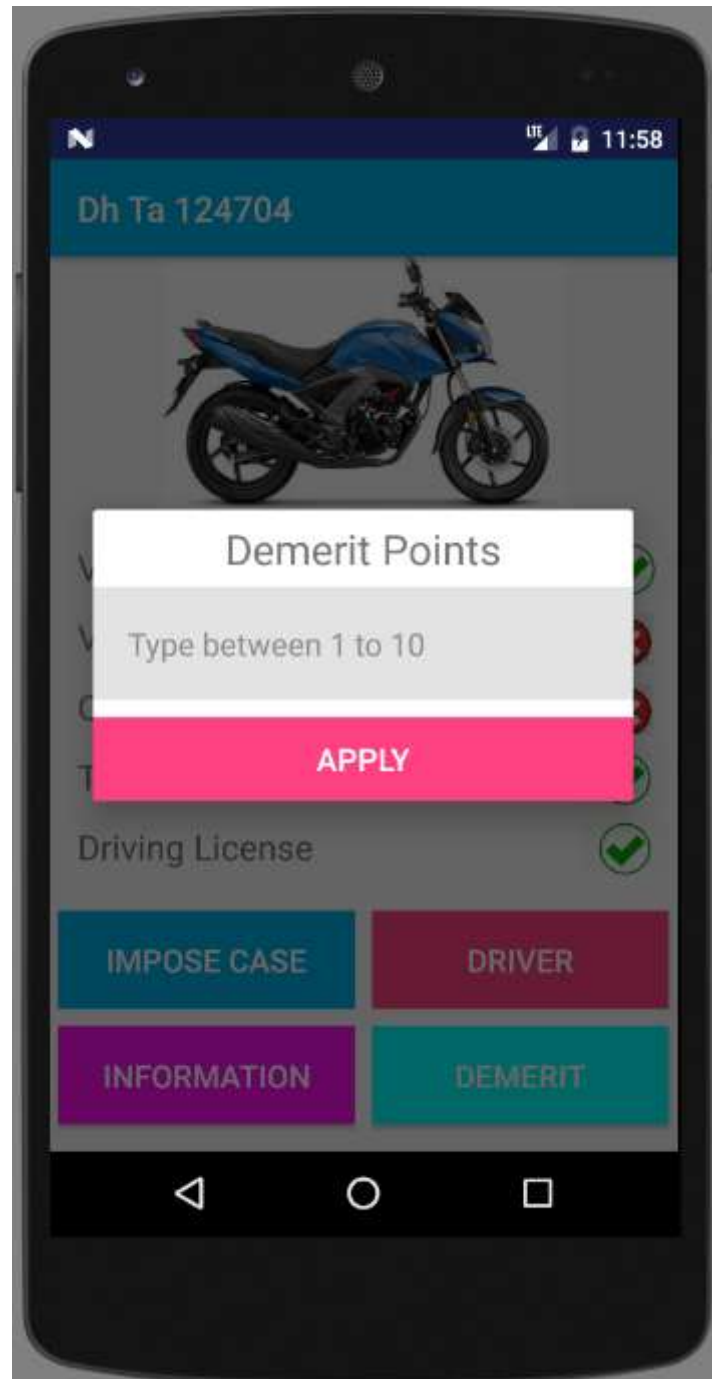 LTE 11:58
Dh Ta 124704
Demerit Points
Type between 1 to 10
APPLY
Driving License
IMPOSE CASE
DRIVER
INFORMATION
DEMERIT